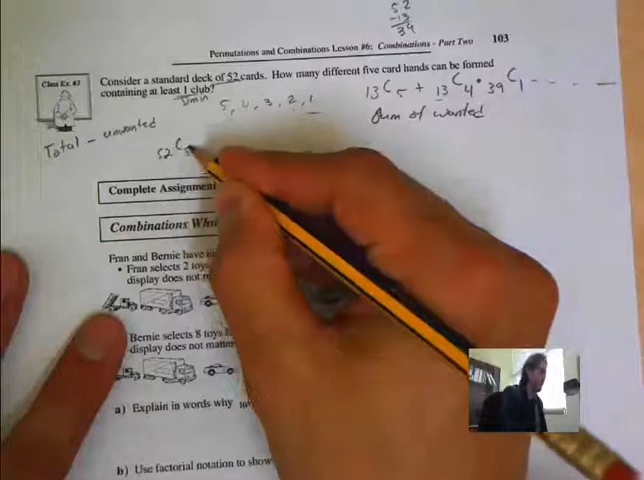 52
-13
34
Permutations and Combinations Lesson #6: Combinations - Part Two 103
Class Ex. #3
Consider a standard deck of 52 cards. How many different five card hands can be formed
containing at least 1 club?
min
5, 4, 3, 2, 1
13C5 + 13C4 · 39C1 - - - -
Sum of wanted
Total - unwanted
52C5
Complete Assignment
Combinations Whi
Fran and Bernie have
• Fran selects 2 toys
display does not
Bernie selects 8 toys
display does not matter
a) Explain in words why
b) Use factorial notation to show